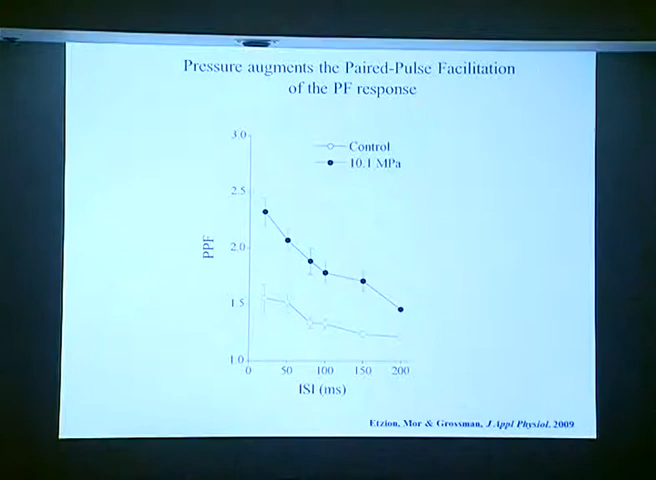 Pressure augments the Paired-Pulse Facilitation
of the PF response
3.0
Control
10.1 MPa
2.5
2.0
PPF
1.5
1.0
0 50 100 150 200
ISI (ms)
Etzion, Mor & Grossman, J Appl Physiol. 2009